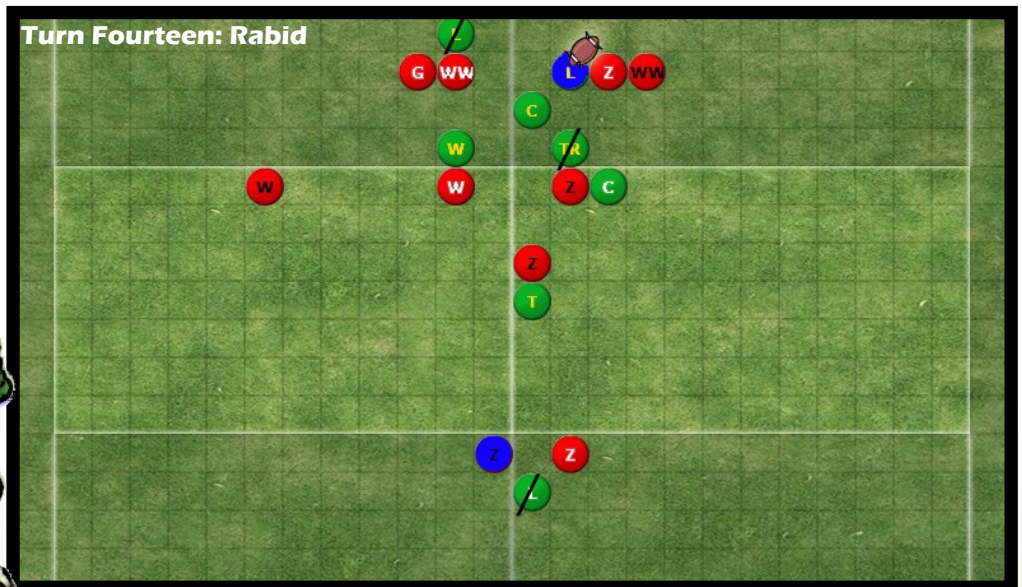 Turn Fourteen: Rabid
L
G WW L Z WW
C
W TR
W W Z C
Z
T
Z Z
L